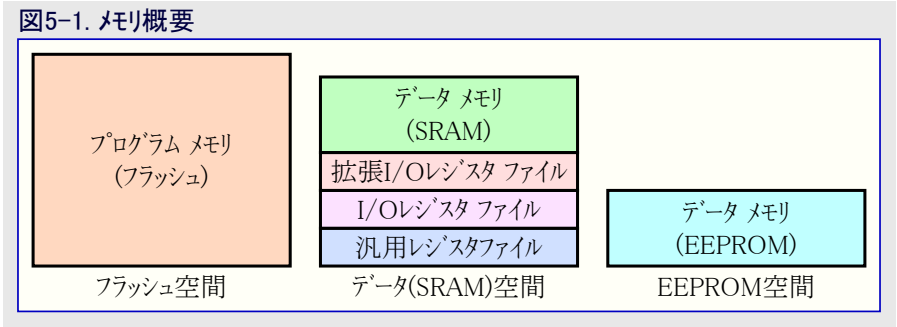 図5-1. メモリ概要
プログラム メモリ
(フラッシュ)
フラッシュ空間
データ メモリ
(SRAM)
拡張I/Oレジスタ ファイル
I/Oレジスタ ファイル
汎用レジスタファイル
データ(SRAM)空間
データ メモリ
(EEPROM)
EEPROM空間